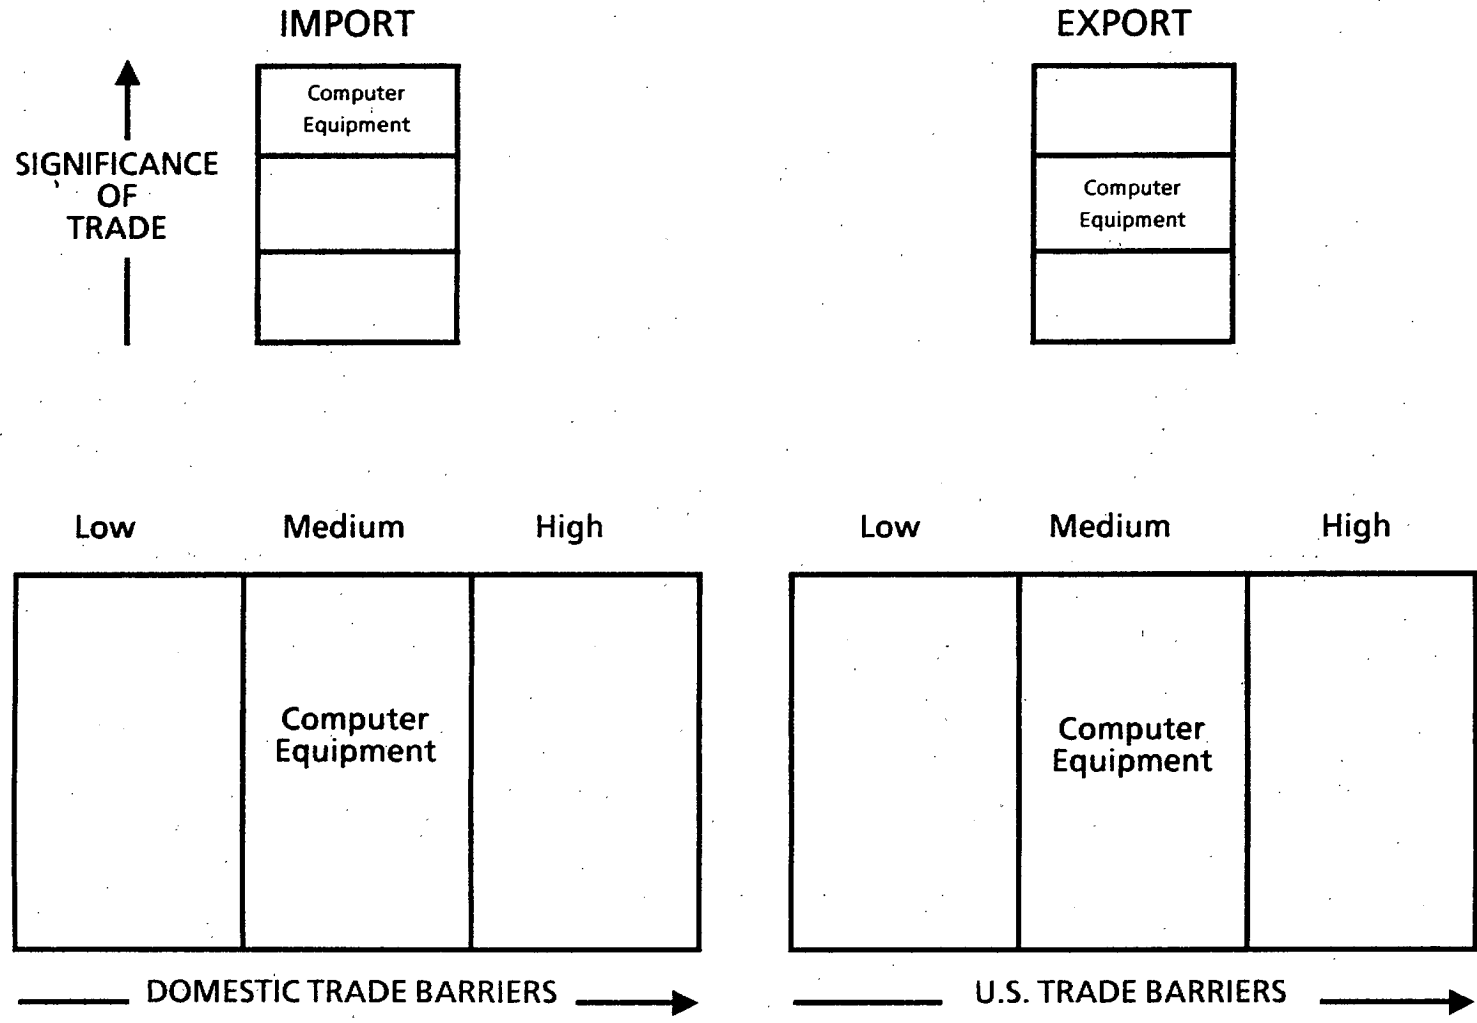 IMPORT
Computer
Equipment
SIGNIFICANCE
OF
TRADE
EXPORT
Computer
Equipment
Low Medium High
Computer
Equipment
DOMESTIC TRADE BARRIERS
Low Medium High
Computer
Equipment
U.S. TRADE BARRIERS